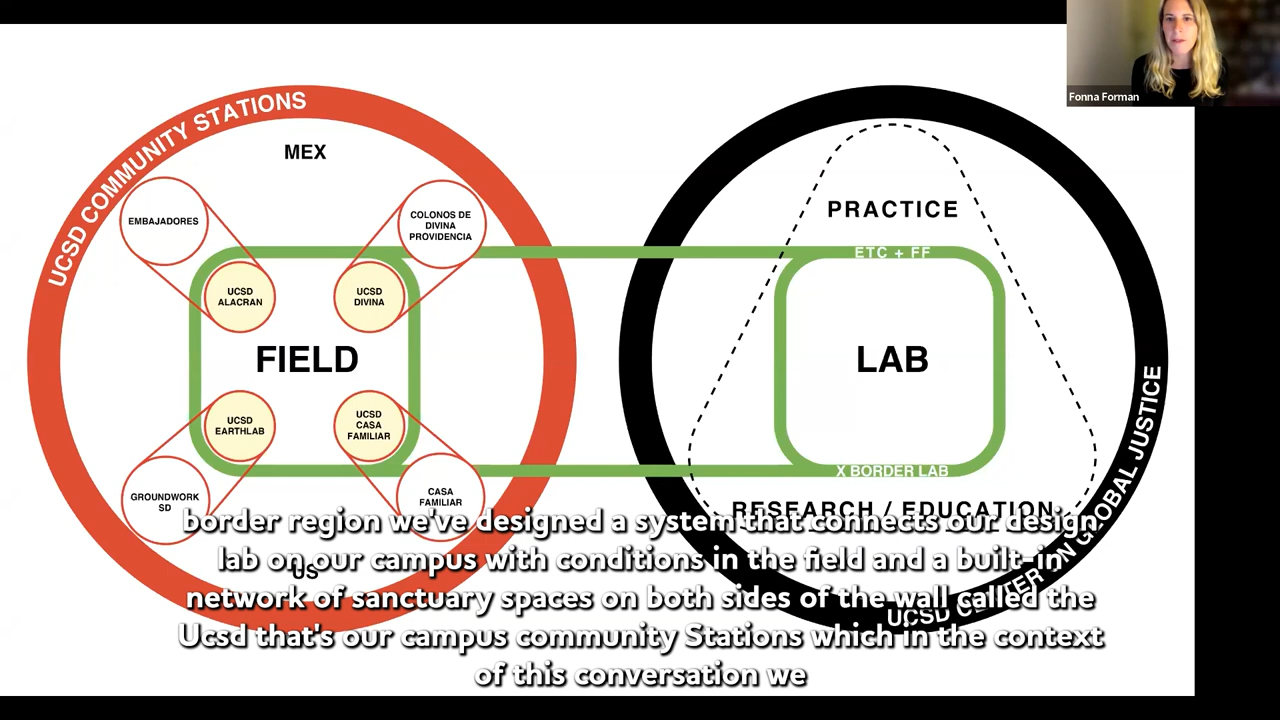 Fonna Forman
UCSD COMMUNITY STATIONS
MEX
EMBAJADORES
COLONOS DE
DIVINA
PROVIDENCIA
PRACTICE
ETC + FF
UCSD
ALACRAN
UCSD
DIVINA
FIELD
LAB
UCSD
EARTHLAB
UCSD
CASA
FAMILIAR
X BORDER LAB
GROUNDWORK
SD
CASA
FAMILIAR
RESEARCH / EDUCATION
US
UCSD CENTER ON GLOBAL JUSTICE
border region we've designed a system that connects our design
lab on our campus with conditions in the field and a built-in
network of sanctuary spaces on both sides of the wall called the
Ucsd that's our campus community Stations which in the context
of this conversation we